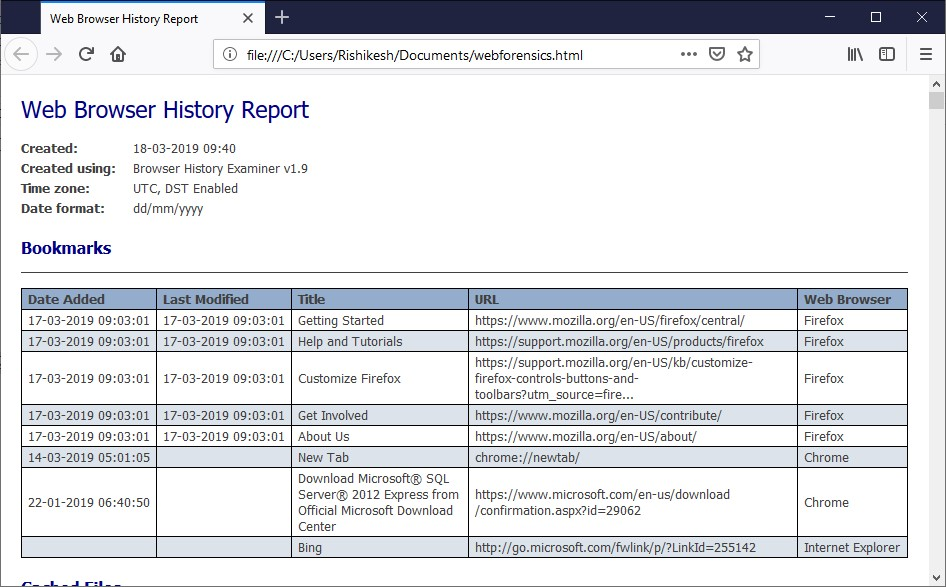 Web Browser History Report
file:///C:/Users/Rishikesh/Documents/webforensics.html
Web Browser History Report
Created: 18-03-2019 09:40
Created using: Browser History Examiner v1.9
Time zone: UTC, DST Enabled
Date format: dd/mm/yyyy
Bookmarks
Date Added Last Modified Title URL Web Browser
17-03-2019 09:03:01 17-03-2019 09:03:01 Getting Started https://www.mozilla.org/en-US/firefox/central/ Firefox
17-03-2019 09:03:01 17-03-2019 09:03:01 Help and Tutorials https://support.mozilla.org/en-US/products/firefox Firefox
17-03-2019 09:03:01 17-03-2019 09:03:01 Customize Firefox https://support.mozilla.org/en-US/kb/customize-
firefox-controls-buttons-and-
toolbars?utm_source=fire... Firefox
17-03-2019 09:03:01 17-03-2019 09:03:01 Get Involved https://www.mozilla.org/en-US/contribute/ Firefox
17-03-2019 09:03:01 17-03-2019 09:03:01 About Us https://www.mozilla.org/en-US/about/ Firefox
14-03-2019 05:01:05 New Tab chrome://newtab/ Chrome
22-01-2019 06:40:50 Download Microsoft® SQL
Server® 2012 Express from
Official Microsoft Download
Center https://www.microsoft.com/en-us/download
/confirmation.aspx?id=29062 Chrome
Bing http://go.microsoft.com/fwlink/p/?LinkId=255142 Internet Explorer
Cached Files